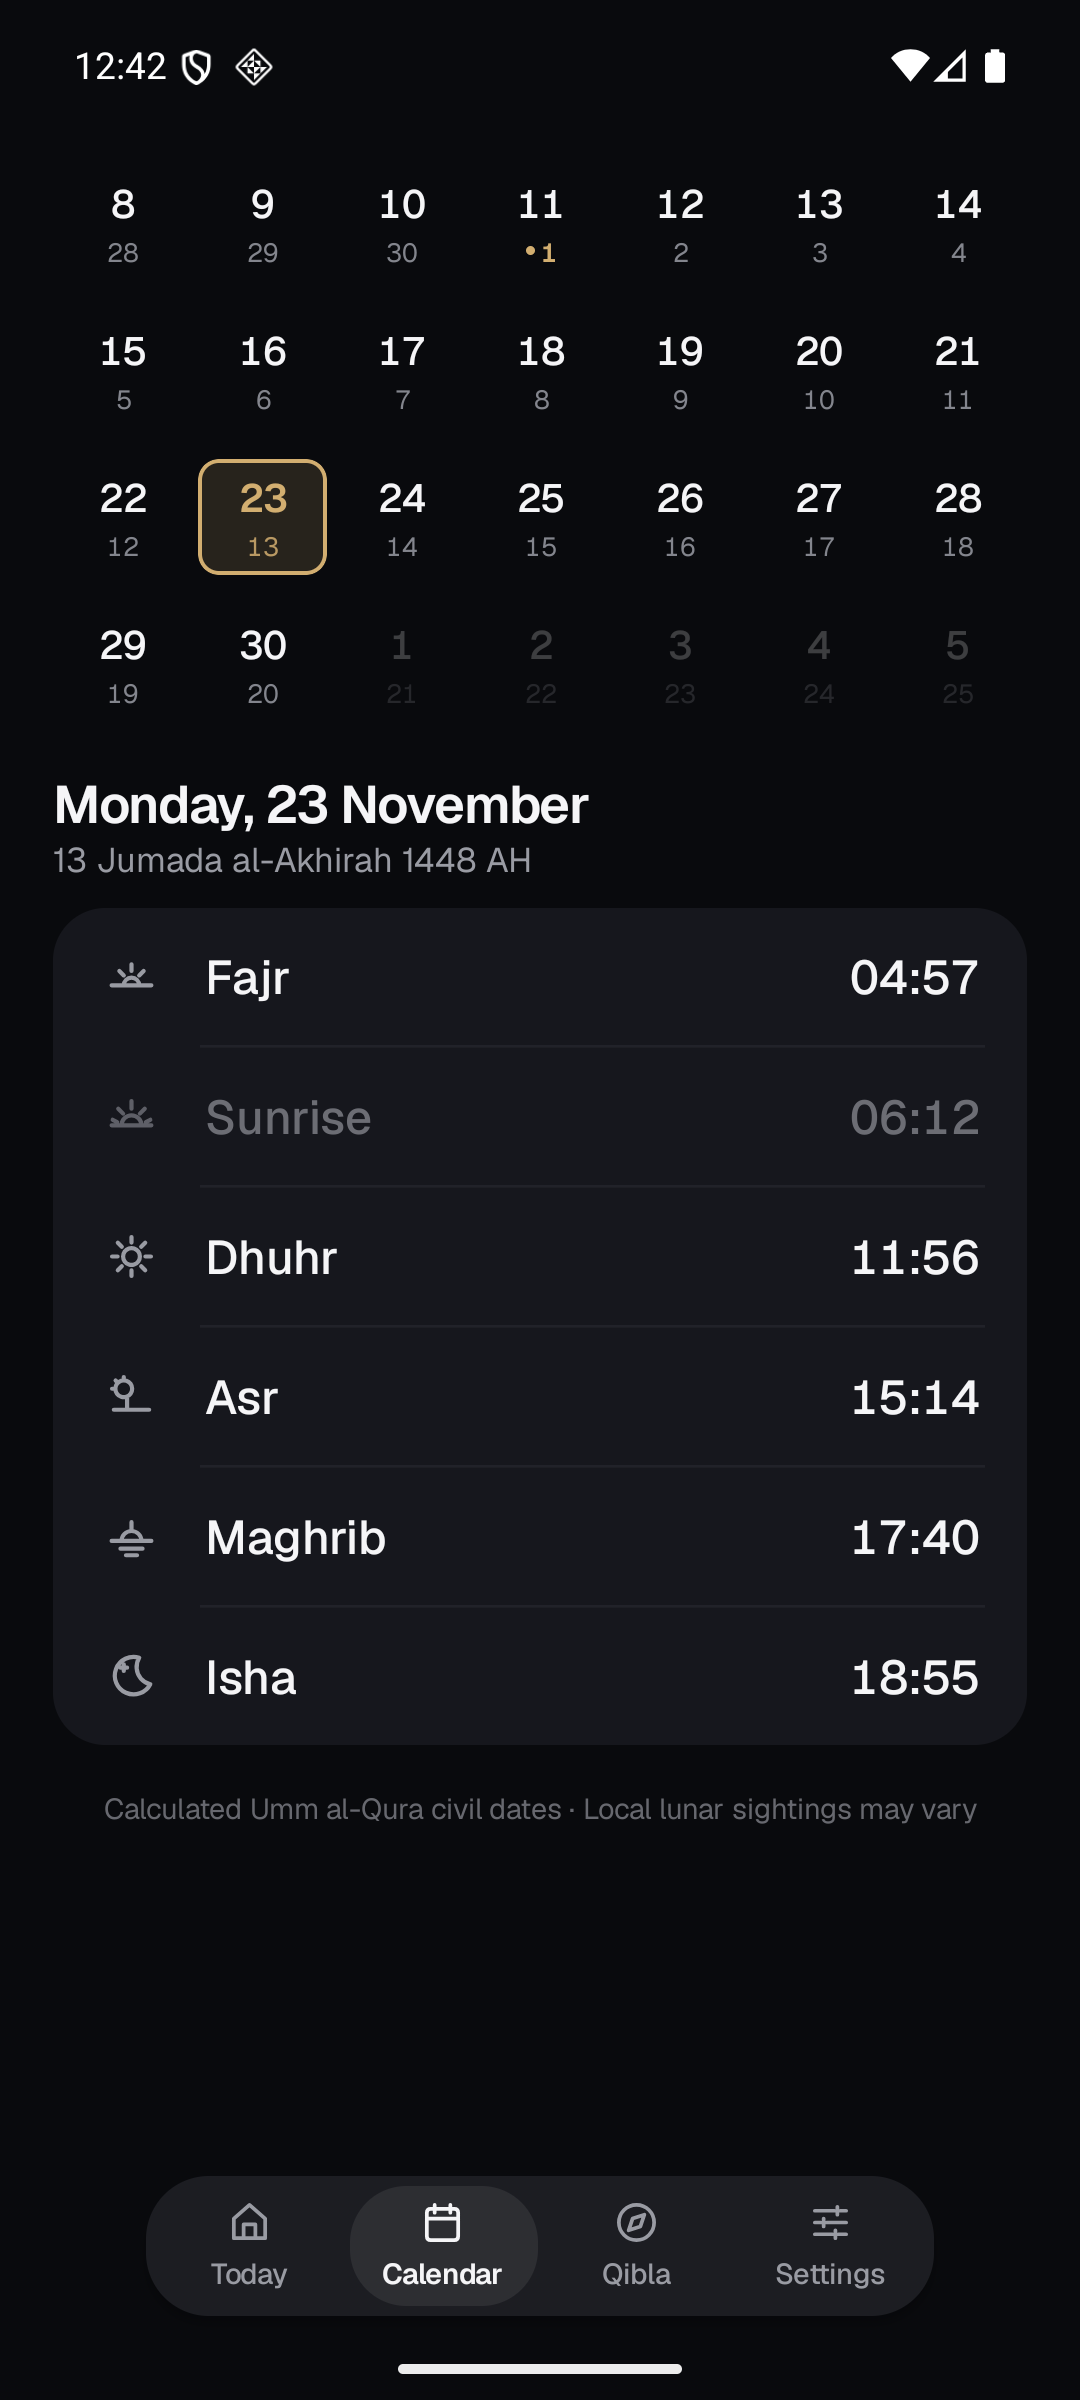 12:42
8 9 10 11 12 13 14
28 29 30 •1 2 3 4
15 16 17 18 19 20 21
5 6 7 8 9 10 11
22 23 24 25 26 27 28
12 13 14 15 16 17 18
29 30 1 2 3 4 5
19 20 21 22 23 24 25
Monday, 23 November
13 Jumada al-Akhirah 1448 AH
Fajr 04:57
Sunrise 06:12
Dhuhr 11:56
Asr 15:14
Maghrib 17:40
Isha 18:55
Calculated Umm al-Qura civil dates · Local lunar sightings may vary
Today Calendar Qibla Settings